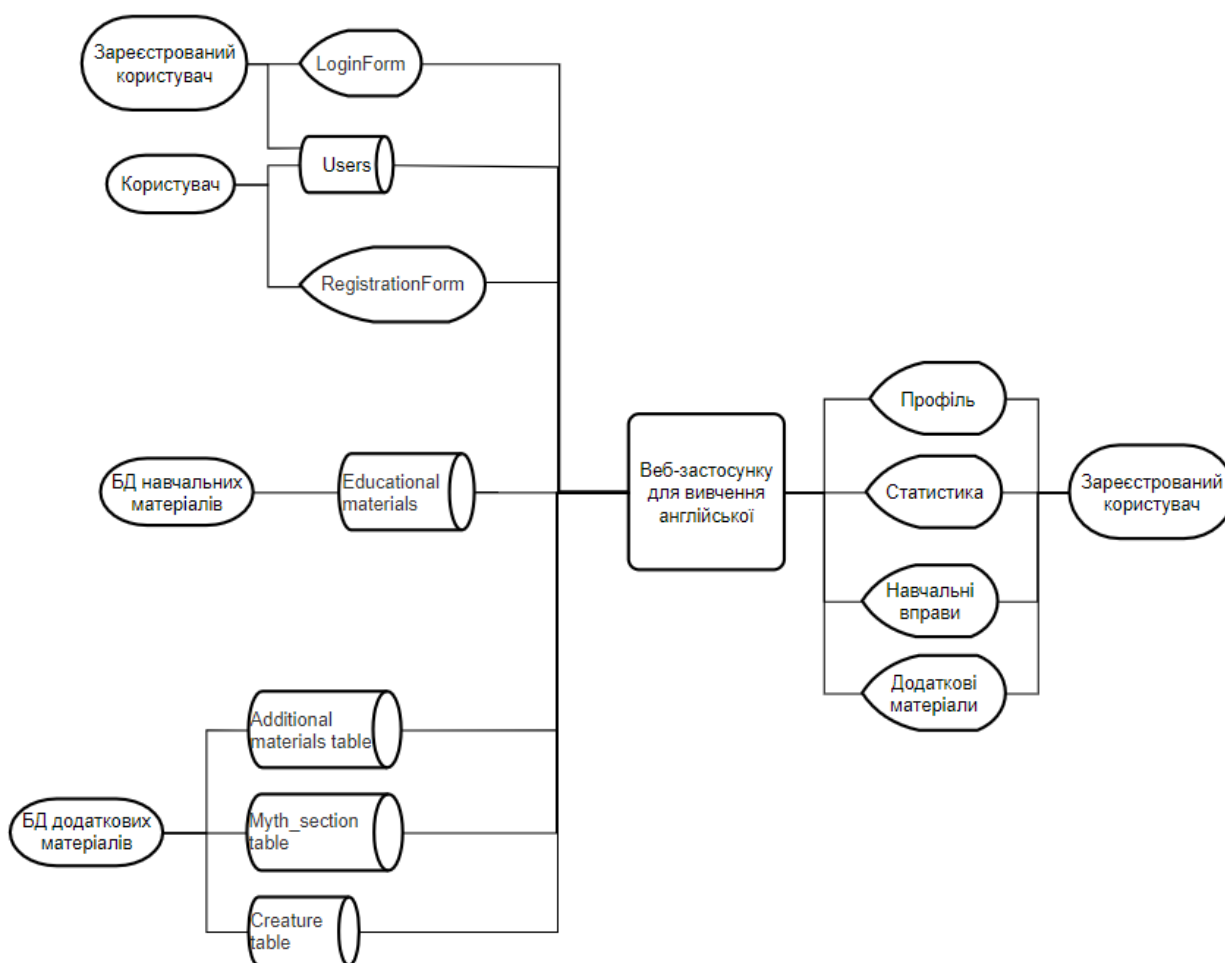 Зареєстрований
користувач
LoginForm
Users
Користувач
RegistrationForm
БД навчальних
матеріалів
Educational
materials
БД додаткових
матеріалів
Additional
materials table
Myth_section
table
Creature
table
Веб-застосунку
для вивчення
англійської
Профіль
Статистика
Навчальні
вправи
Додаткові
матеріали
Зареєстрований
користувач